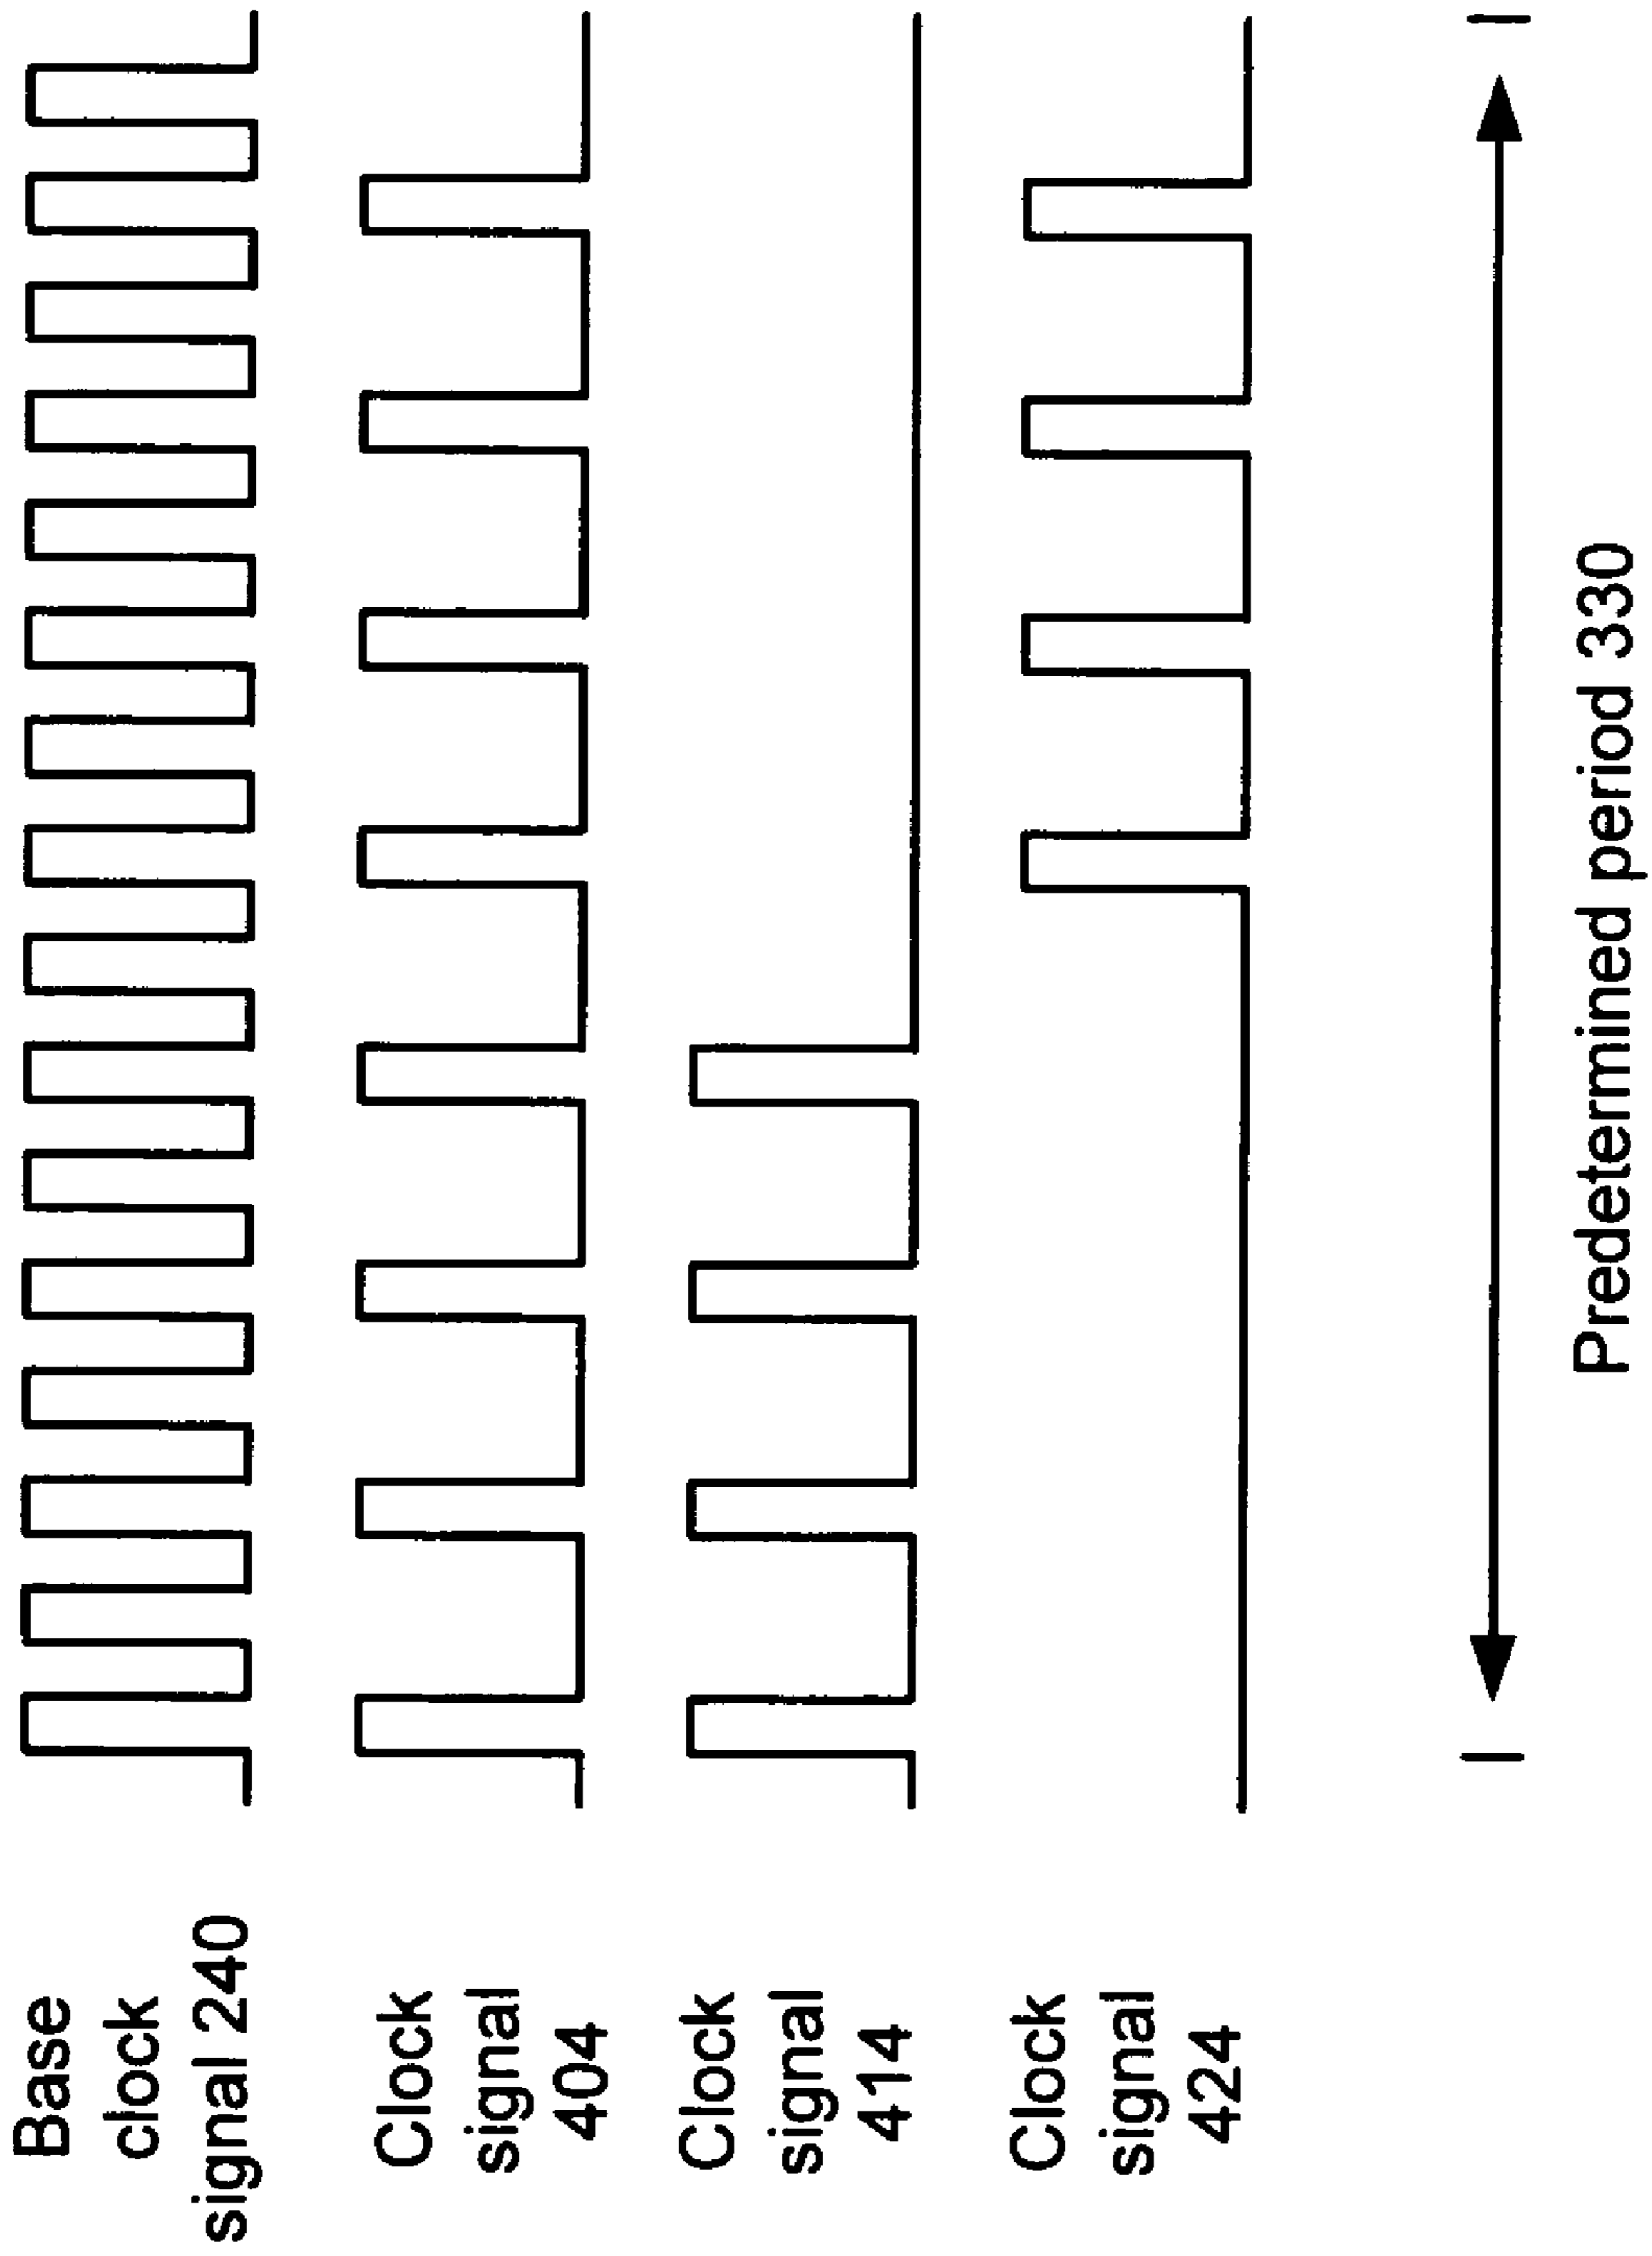 Base
clock
signal 240
Clock
signal
404
Clock
signal
414
Clock
signal
424
Predetermined period 330